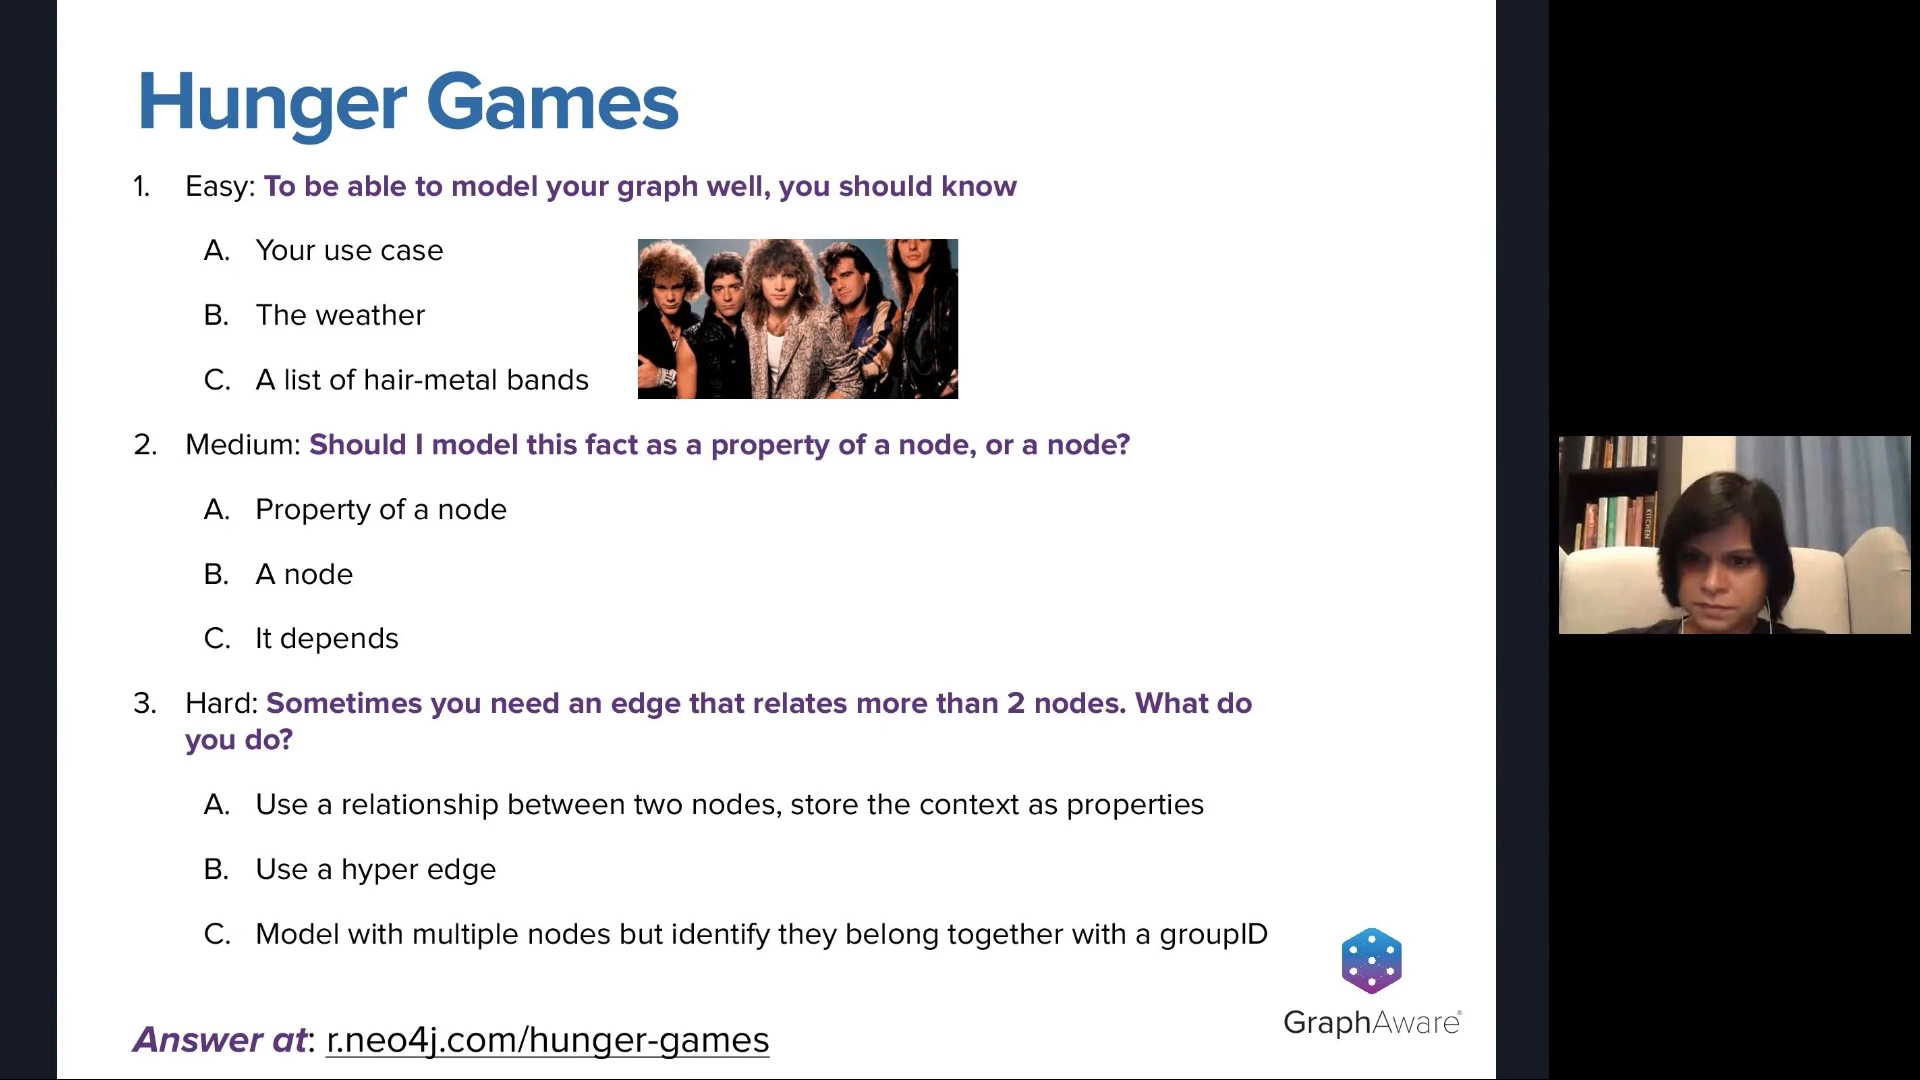 Hunger Games
1. Easy: To be able to model your graph well, you should know
A. Your use case
B. The weather
C. A list of hair-metal bands
2. Medium: Should I model this fact as a property of a node, or a node?
A. Property of a node
B. A node
C. It depends
3. Hard: Sometimes you need an edge that relates more than 2 nodes. What do
you do?
A. Use a relationship between two nodes, store the context as properties
B. Use a hyper edge
C. Model with multiple nodes but identify they belong together with a groupID
GraphAware®
Answer at: r.neo4j.com/hunger-games
KITCHEN